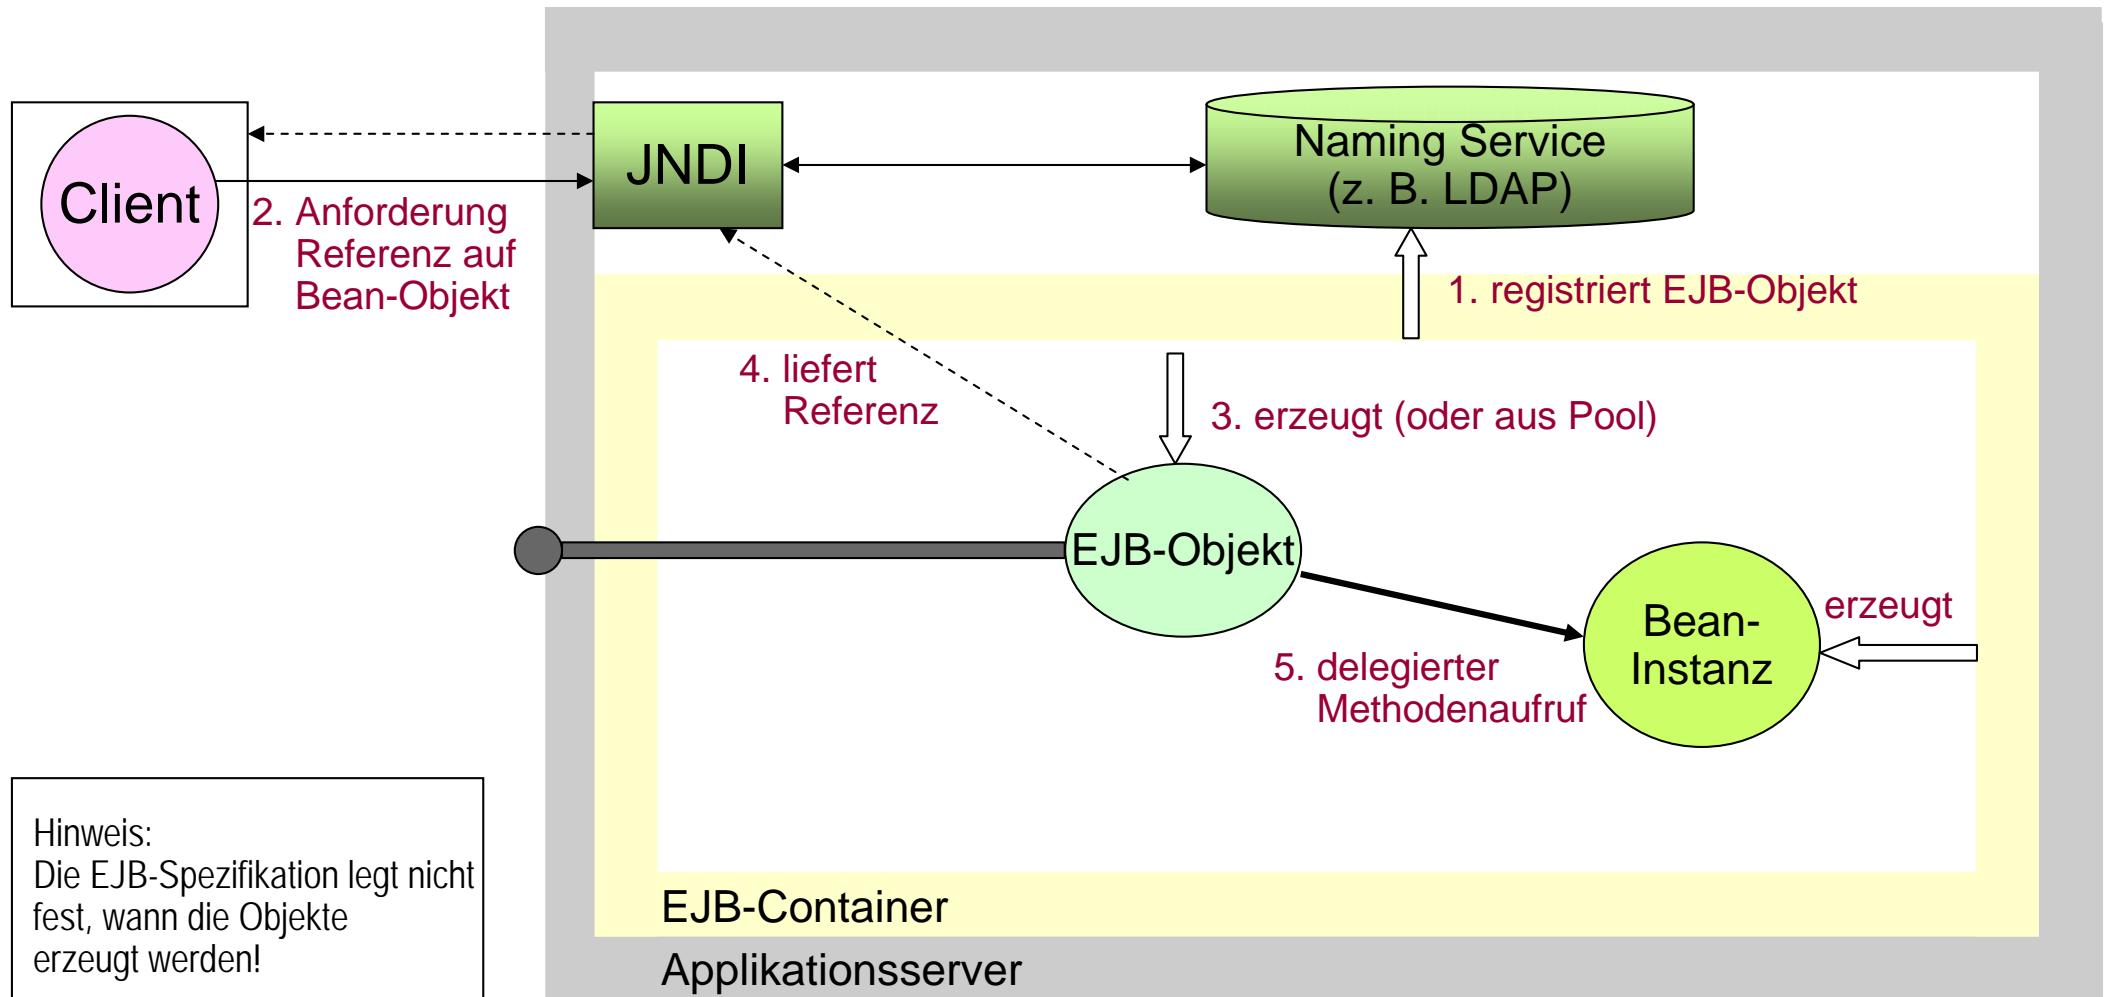 Client
JNDI
Naming Service
(z. B. LDAP)
2. Anforderung
Referenz auf
Bean-Objekt
1. registriert EJB-Objekt
4. liefert
Referenz
3. erzeugt (oder aus Pool)
EJB-Objekt
Bean-
Instanz
erzeugt
5. delegierter
Methodenaufruf
Hinweis:
Die EJB-Spezifikation legt nicht
fest, wann die Objekte
erzeugt werden!
EJB-Container
Applikationsserver